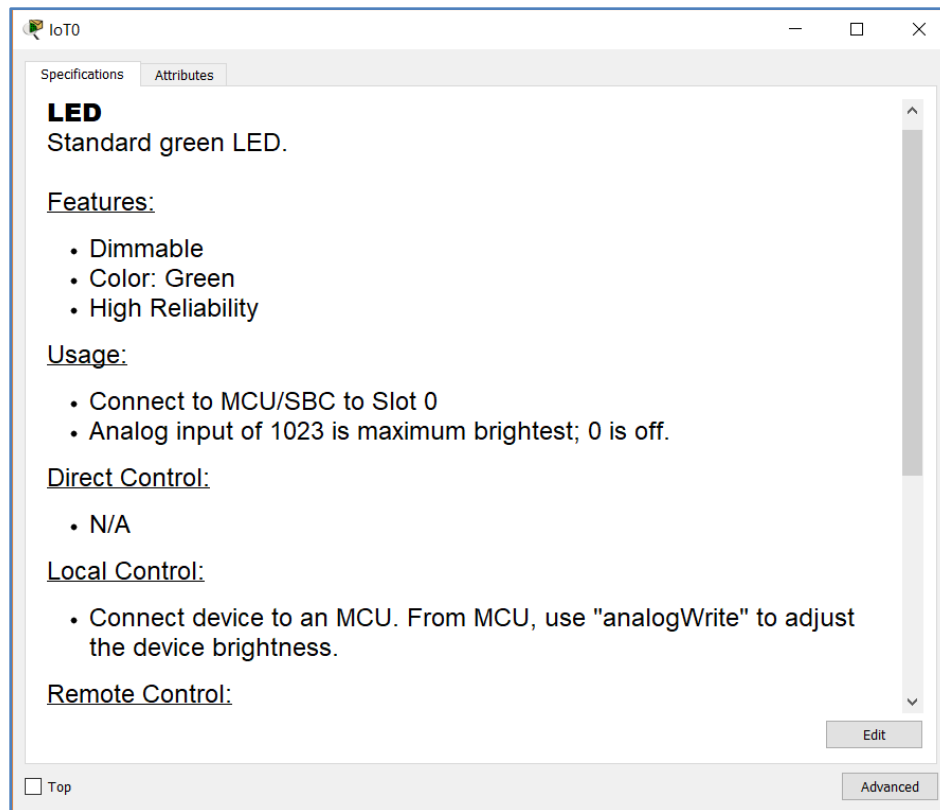 IoT0
Specifications
Attributes
LED
Standard green LED.
Features:
Dimmable
Color: Green
High Reliability
Usage:
Connect to MCU/SBC to Slot 0
Analog input of 1023 is maximum brightest; 0 is off.
Direct Control:
N/A
Local Control:
Connect device to an MCU. From MCU, use "analogWrite" to adjust
the device brightness.
Remote Control:
Edit
Top
Advanced